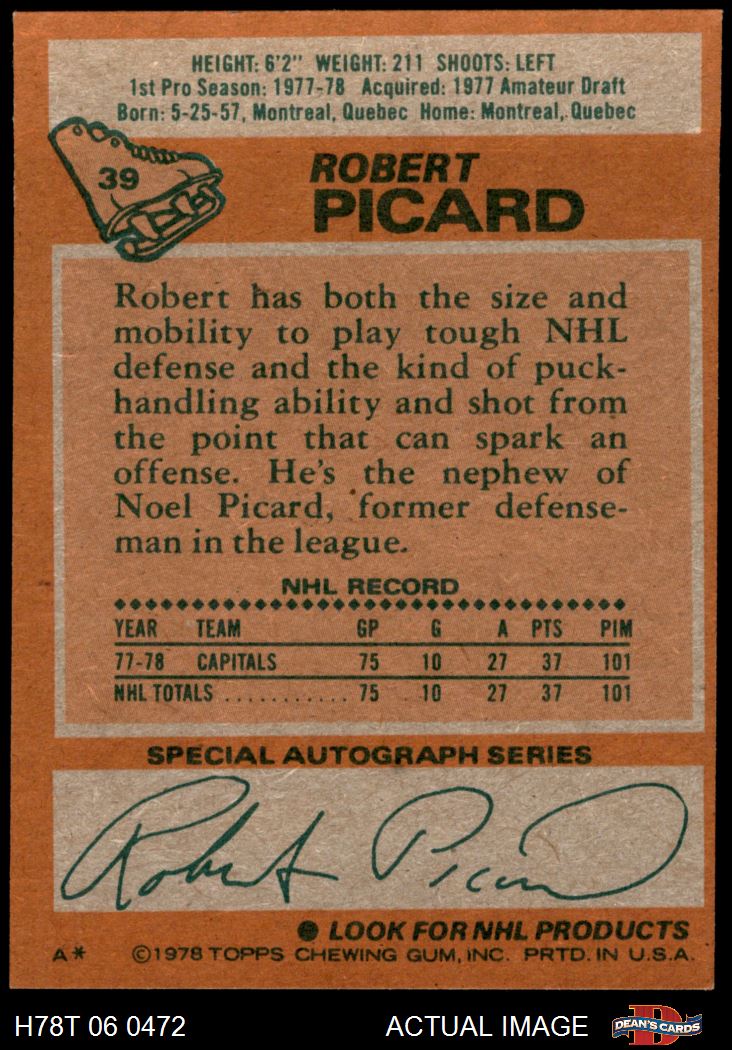 HEIGHT: 6'2" WEIGHT: 211 SHOOTS: LEFT
1st Pro Season: 1977-78 Acquired: 1977 Amateur Draft
Born: 5-25-57, Montreal, Quebec Home: Montreal, Quebec
39
ROBERT
PICARD
Robert has both the size and
mobility to play tough NHL
defense and the kind of puck-
handling ability and shot from
the point that can spark an
offense. He's the nephew of
Noel Picard, former defense-
man in the league.
NHL RECORD
YEAR TEAM GP G A PTS PIM
77-78 CAPITALS 75 10 27 37 101
NHL TOTALS ............ 75 10 27 37 101
SPECIAL AUTOGRAPH SERIES
Robert Picard
● LOOK FOR NHL PRODUCTS
A* ©1978 TOPPS CHEWING GUM, INC. PRTD. IN U.S.A.
H78T 06 0472 ACTUAL IMAGE D DEAN'S CARDS